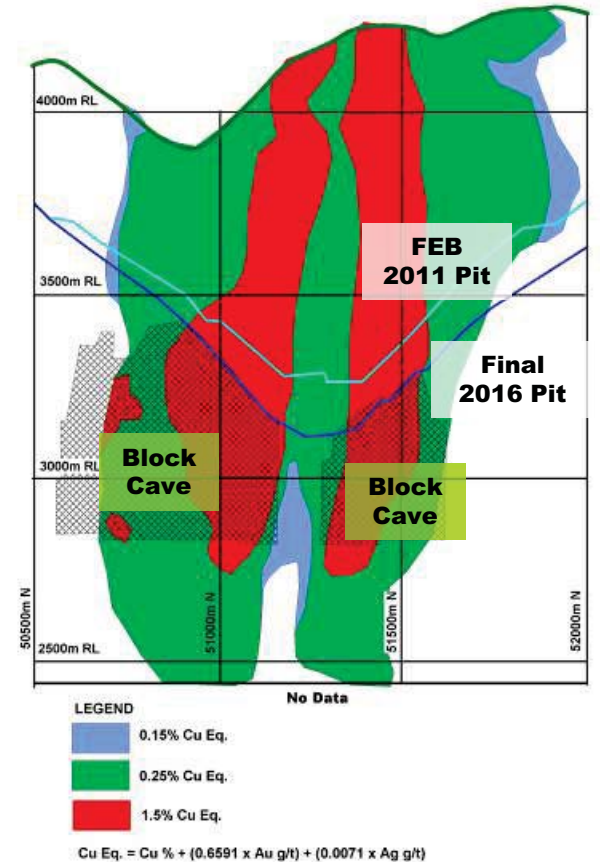 4000m RL
FEB
2011 Pit
3500m RL
Final
2016 Pit
3000m RL
Block
Cave
Block
Cave
50500m N
51000m N
51500m N
52000m N
2500m RL
No Data
LEGEND
0.15% Cu Eq.
0.25% Cu Eq.
1.5% Cu Eq.
Cu Eq. = Cu % + (0.6591 x Au g/t) + (0.0071 x Ag g/t)